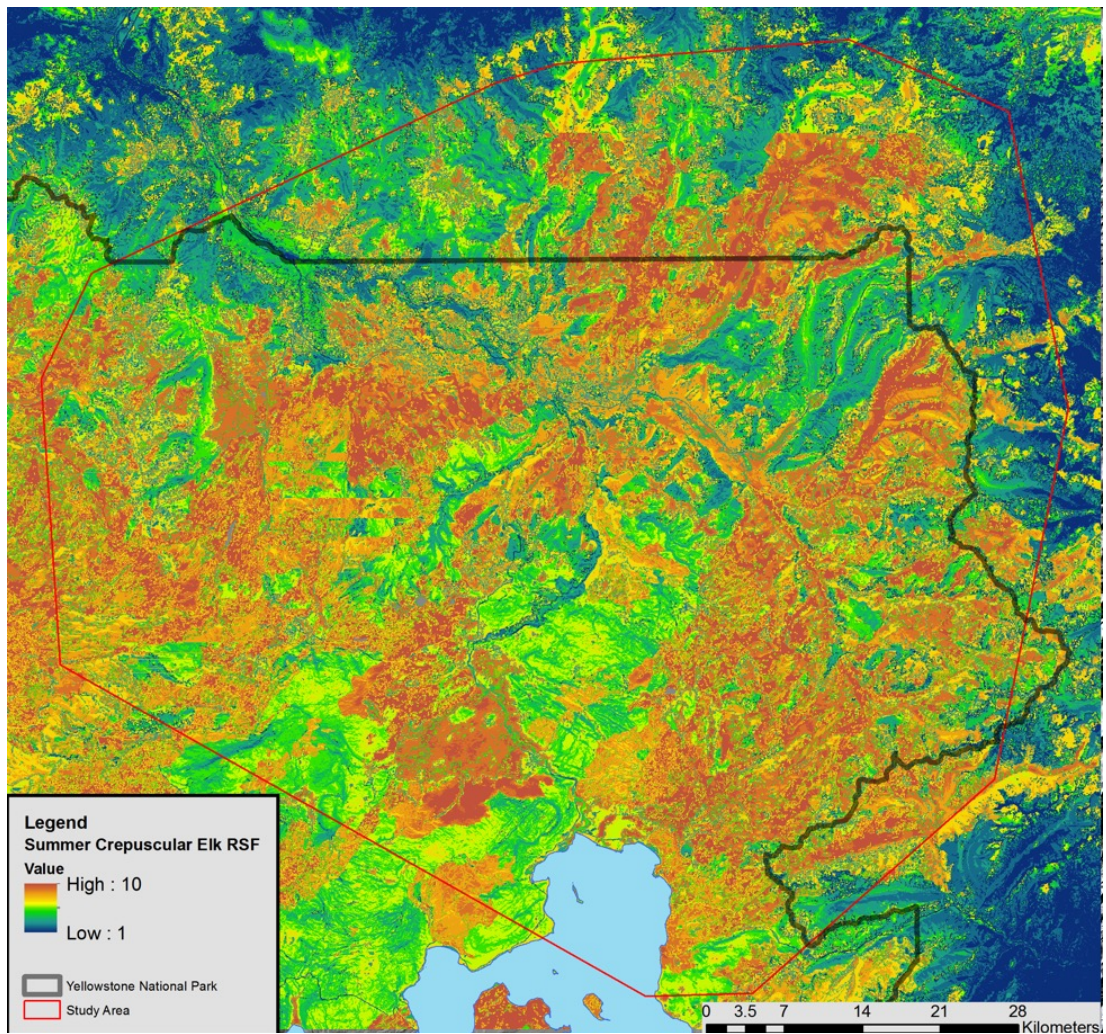 Legend
Summer Crepuscular Elk RSF
Value
High : 10
Low : 1
Yellowstone National Park
Study Area
0 3.5 7 14 21 28
Kilometers